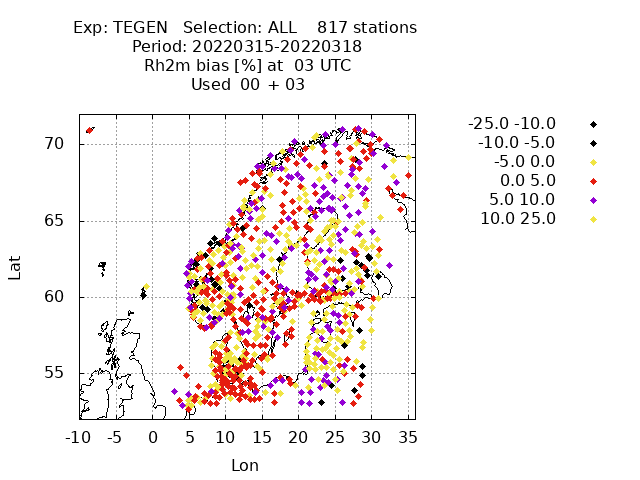 Exp: TEGEN   Selection: ALL    817 stations
Period: 20220315-20220318
Rh2m bias [%] at  03 UTC
Used  00 + 03
-25.0 -10.0
-10.0 -5.0
-5.0 0.0
0.0 5.0
5.0 10.0
10.0 25.0
70
65
60
55
Lat
-10 -5 0 5 10 15 20 25 30 35
Lon